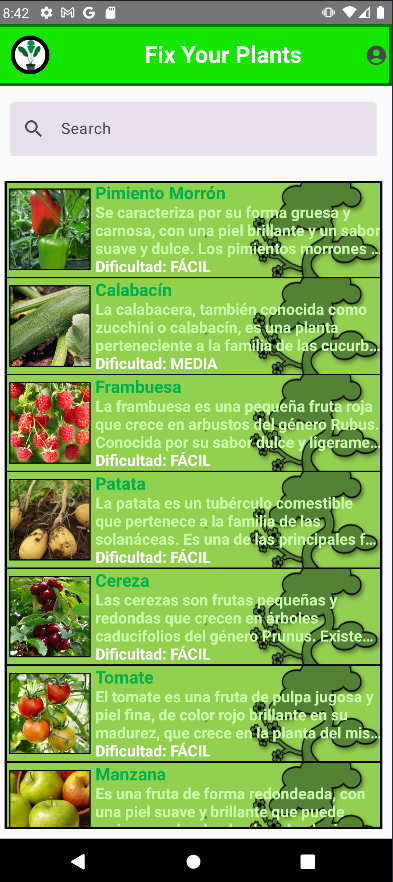 8:42
Fix Your Plants
Search
Pimiento Morrón
Se caracteriza por su forma gruesa y
carnosa, con una piel brillante y un sabor
suave y dulce. Los pimientos morrones ...
Dificultad: FÁCIL
Calabacín
La calabacera, también conocida como
zucchini o calabacín, es una planta
perteneciente a la familia de las cucurb...
Dificultad: MEDIA
Frambuesa
La frambuesa es una pequeña fruta roja
que crece en arbustos del género Rubus.
Conocida por su sabor dulce y ligerame...
Dificultad: FÁCIL
Patata
La patata es un tubérculo comestible
que pertenece a la familia de las
solanáceas. Es una de las principales f...
Dificultad: FÁCIL
Cereza
Las cerezas son frutas pequeñas y
redondas que crecen en árboles
caducifolios del género Prunus. Existe...
Dificultad: FÁCIL
Tomate
El tomate es una fruta de pulpa jugosa y
piel fina, de color rojo brillante en su
madurez, que crece en la planta del mis...
Dificultad: FÁCIL
Manzana
Es una fruta de forma redondeada, con
una piel suave y brillante que puede